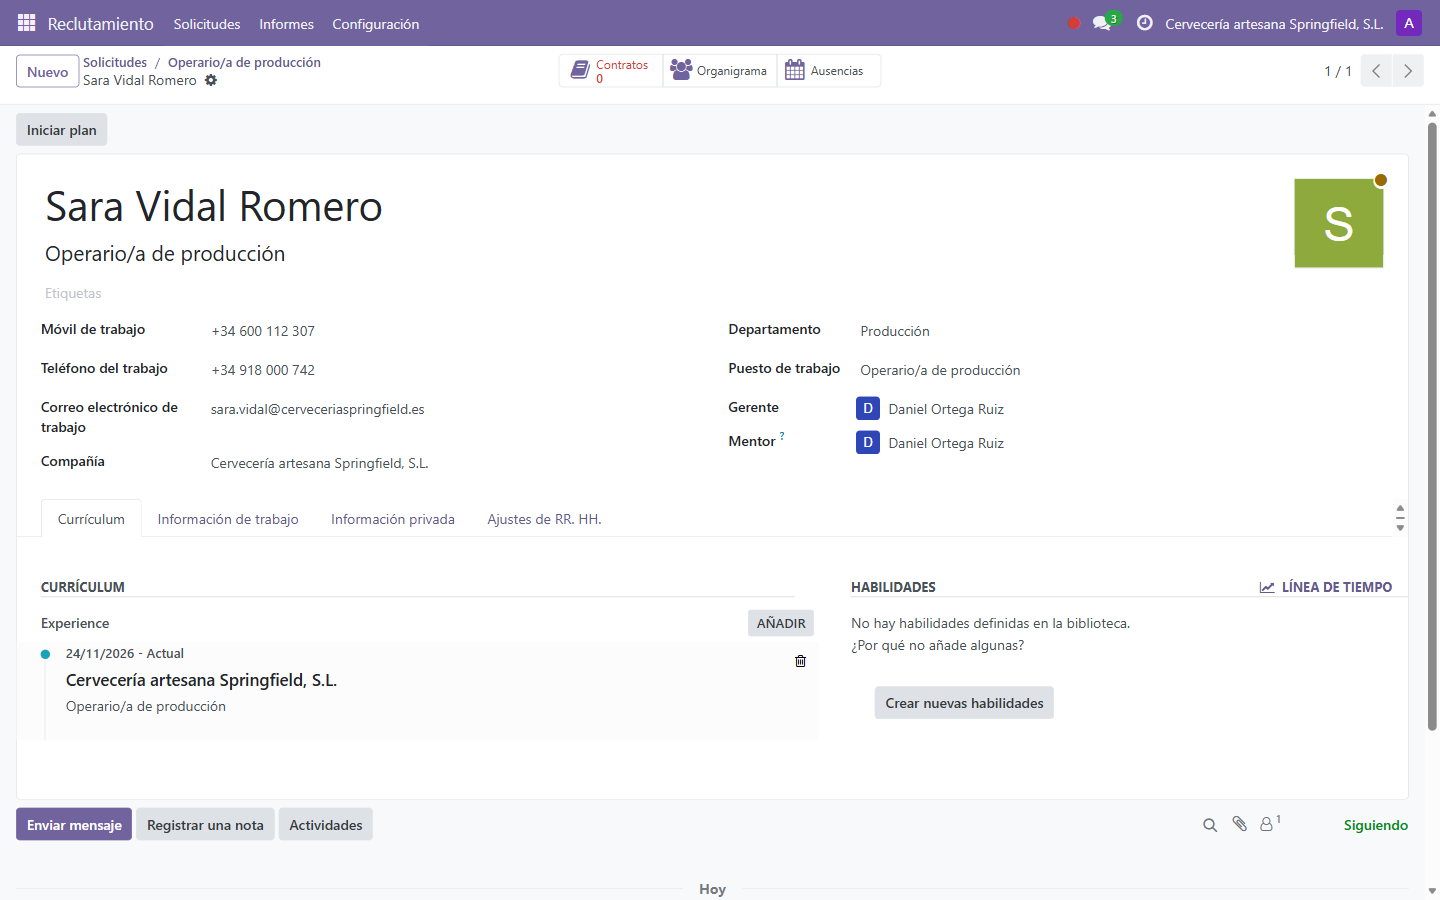 Reclutamiento Solicitudes Informes Configuración 3 Cervecería artesana Springfield, S.L. A
Nuevo
Solicitudes / Operario/a de producción
Sara Vidal Romero
Contratos
0
Organigrama
Ausencias
1 / 1
Iniciar plan
Sara Vidal Romero
S
Operario/a de producción
Etiquetas
Móvil de trabajo +34 600 112 307
Teléfono del trabajo +34 918 000 742
Correo electrónico de trabajo sara.vidal@cerveceriaspringfield.es
Compañía Cervecería artesana Springfield, S.L.
Departamento Producción
Puesto de trabajo Operario/a de producción
Gerente D Daniel Ortega Ruiz
Mentor ? D Daniel Ortega Ruiz
Currículum Información de trabajo Información privada Ajustes de RR. HH.
CURRÍCULUM
Experience AÑADIR
24/11/2026 - Actual
Cervecería artesana Springfield, S.L.
Operario/a de producción
HABILIDADES LÍNEA DE TIEMPO
No hay habilidades definidas en la biblioteca.
¿Por qué no añade algunas?
Crear nuevas habilidades
Enviar mensaje Registrar una nota Actividades 1 Siguiendo
Hoy